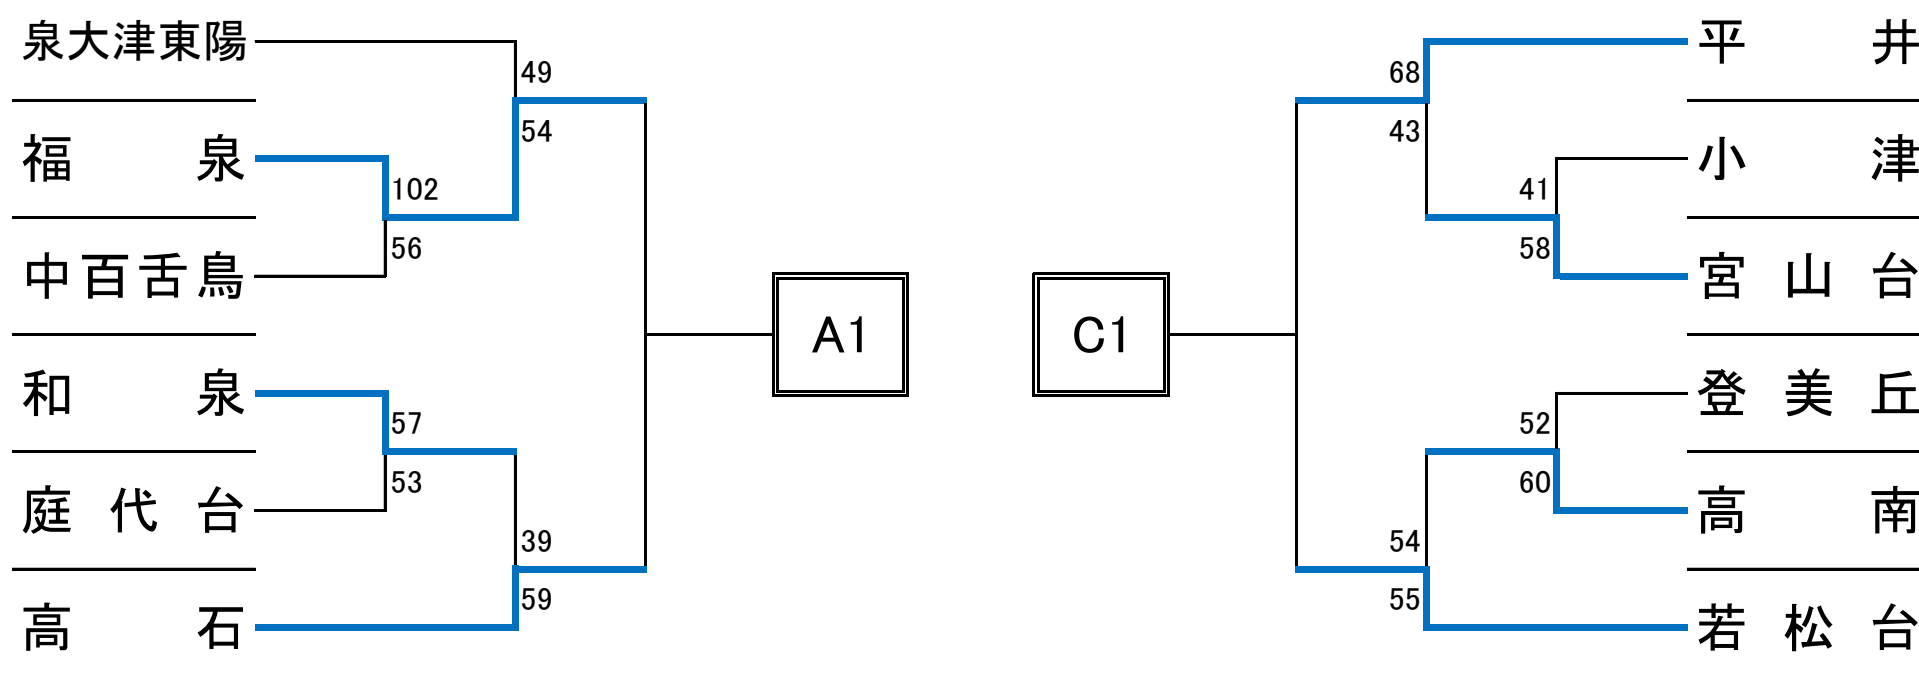 泉大津東陽
49
54
福泉
102
56
中百舌鳥
和泉
57
53
庭代台
39
59
高石
A1
C1
平井
68
43
小津
41
58
宮山台
登美丘
52
60
高南
54
55
若松台